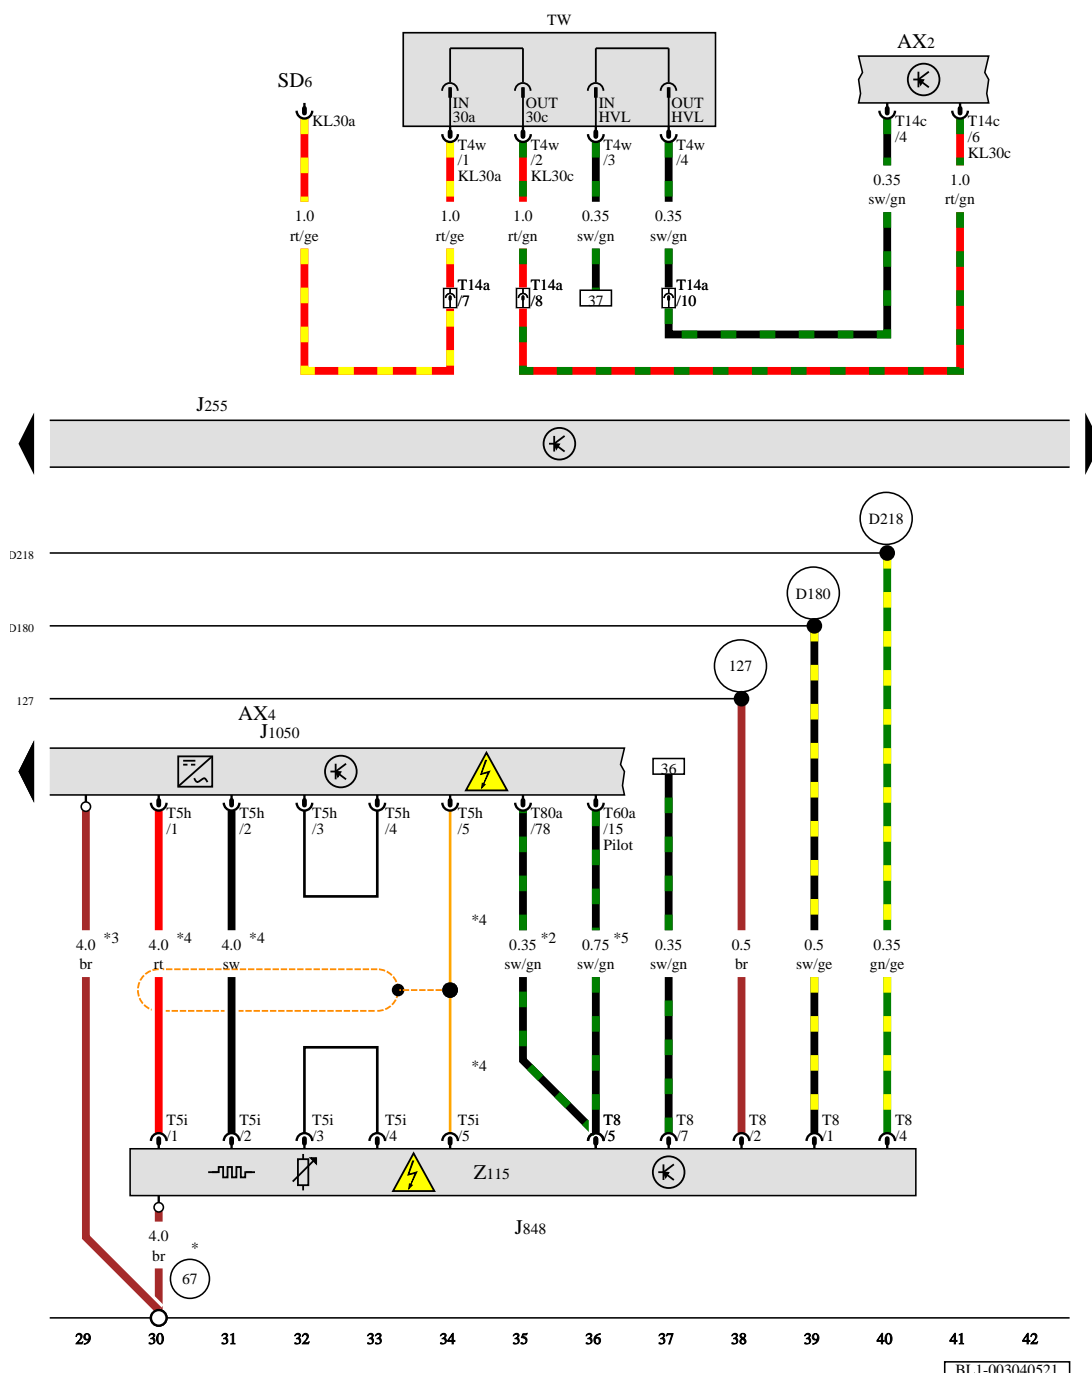 TW
AX2
SD6
KL30a
IN
30a
OUT
30c
IN
HVL
OUT
HVL
T4w
/1
KL30a
T4w
/2
KL30c
T4w
/3
T4w
/4
T14c
/4
T14c
/6
KL30c
1.0
rt/ge
1.0
rt/ge
1.0
rt/gn
0.35
sw/gn
0.35
sw/gn
0.35
sw/gn
1.0
rt/gn
T14a
/7
T14a
/8
37
T14a
/10
J255
D218
D218
D180
D180
127
127
AX4
J1050
36
T5h
/1
T5h
/2
T5h
/3
T5h
/4
T5h
/5
T80a
/78
T60a
/15
Pilot
*4
4.0 *3
br
4.0 *4
rt
4.0 *4
sw
0.35 *2
sw/gn
0.75 *5
sw/gn
0.35
sw/gn
0.5
br
0.5
sw/ge
0.35
gn/ge
*4
T5i
/1
T5i
/2
T5i
/3
T5i
/4
T5i
/5
T8
/5
T8
/7
T8
/2
T8
/1
T8
/4
Z115
J848
4.0
br
*
67
29 30 31 32 33 34 35 36 37 38 39 40 41 42
BL1-003040521